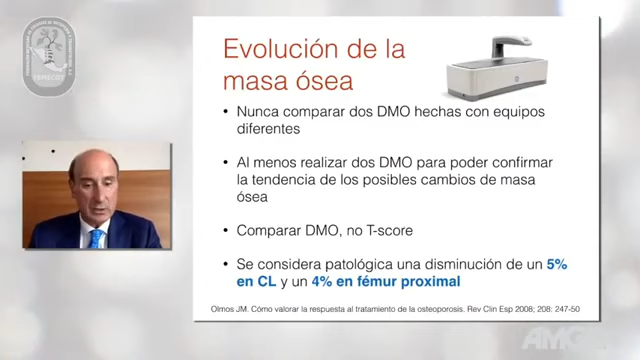 Evolución de la
masa ósea
• Nunca comparar dos DMO hechas con equipos
diferentes
• Al menos realizar dos DMO para poder confirmar
la tendencia de los posibles cambios de masa
ósea
• Comparar DMO, no T-score
• Se considera patológica una disminución de un 5%
en CL y un 4% en fémur proximal
Olmos JM. Cómo valorar la respuesta al tratamiento de la osteoporosis. Rev Clin Esp 2008; 208: 247-50